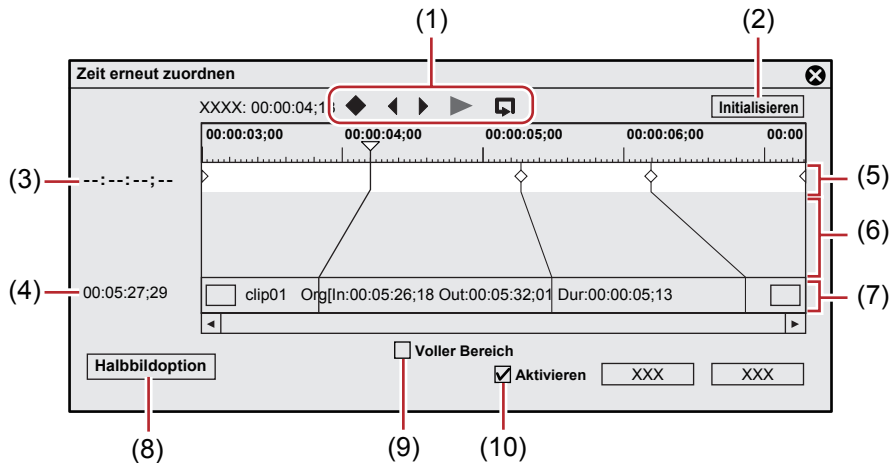 (1)
(2)
Zeit erneut zuordnen
XXXX: 00:00:04;18
Initialisieren
00:00:03;00 00:00:04;00 00:00:05;00 00:00:06;00 00:00
(3)
--:--:--;--
(5)
(6)
(4)
00:05:27;29
clip01 Org[In:00:05:26;18 Out:00:05:32;01 Dur:00:00:05;13
(7)
Voller Bereich
Halbbildoption
Aktivieren
XXX
XXX
(8)
(9)
(10)